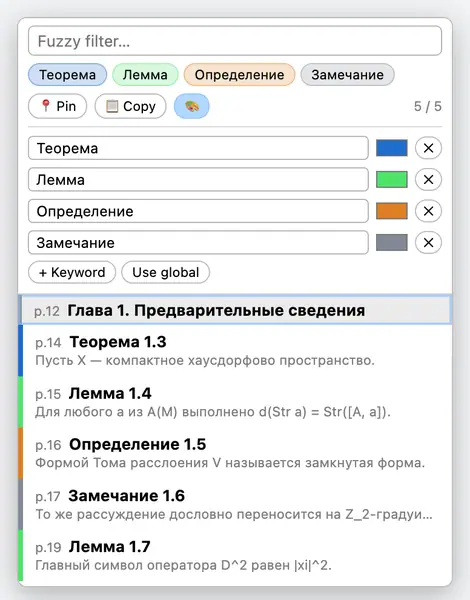 Fuzzy filter...
Теорема Лемма Определение Замечание
📍 Pin 📋 Copy 🎨 5 / 5
Теорема ✕
Лемма ✕
Определение ✕
Замечание ✕
+ Keyword Use global
p.12 Глава 1. Предварительные сведения
p.14 Теорема 1.3
Пусть X — компактное хаусдорфово пространство.
p.15 Лемма 1.4
Для любого a из A(M) выполнено d(Str a) = Str([A, a]).
p.16 Определение 1.5
Формой Тома расслоения V называется замкнутая форма.
p.17 Замечание 1.6
То же рассуждение дословно переносится на Z_2-градуи...
p.19 Лемма 1.7
Главный символ оператора D^2 равен |xi|^2.